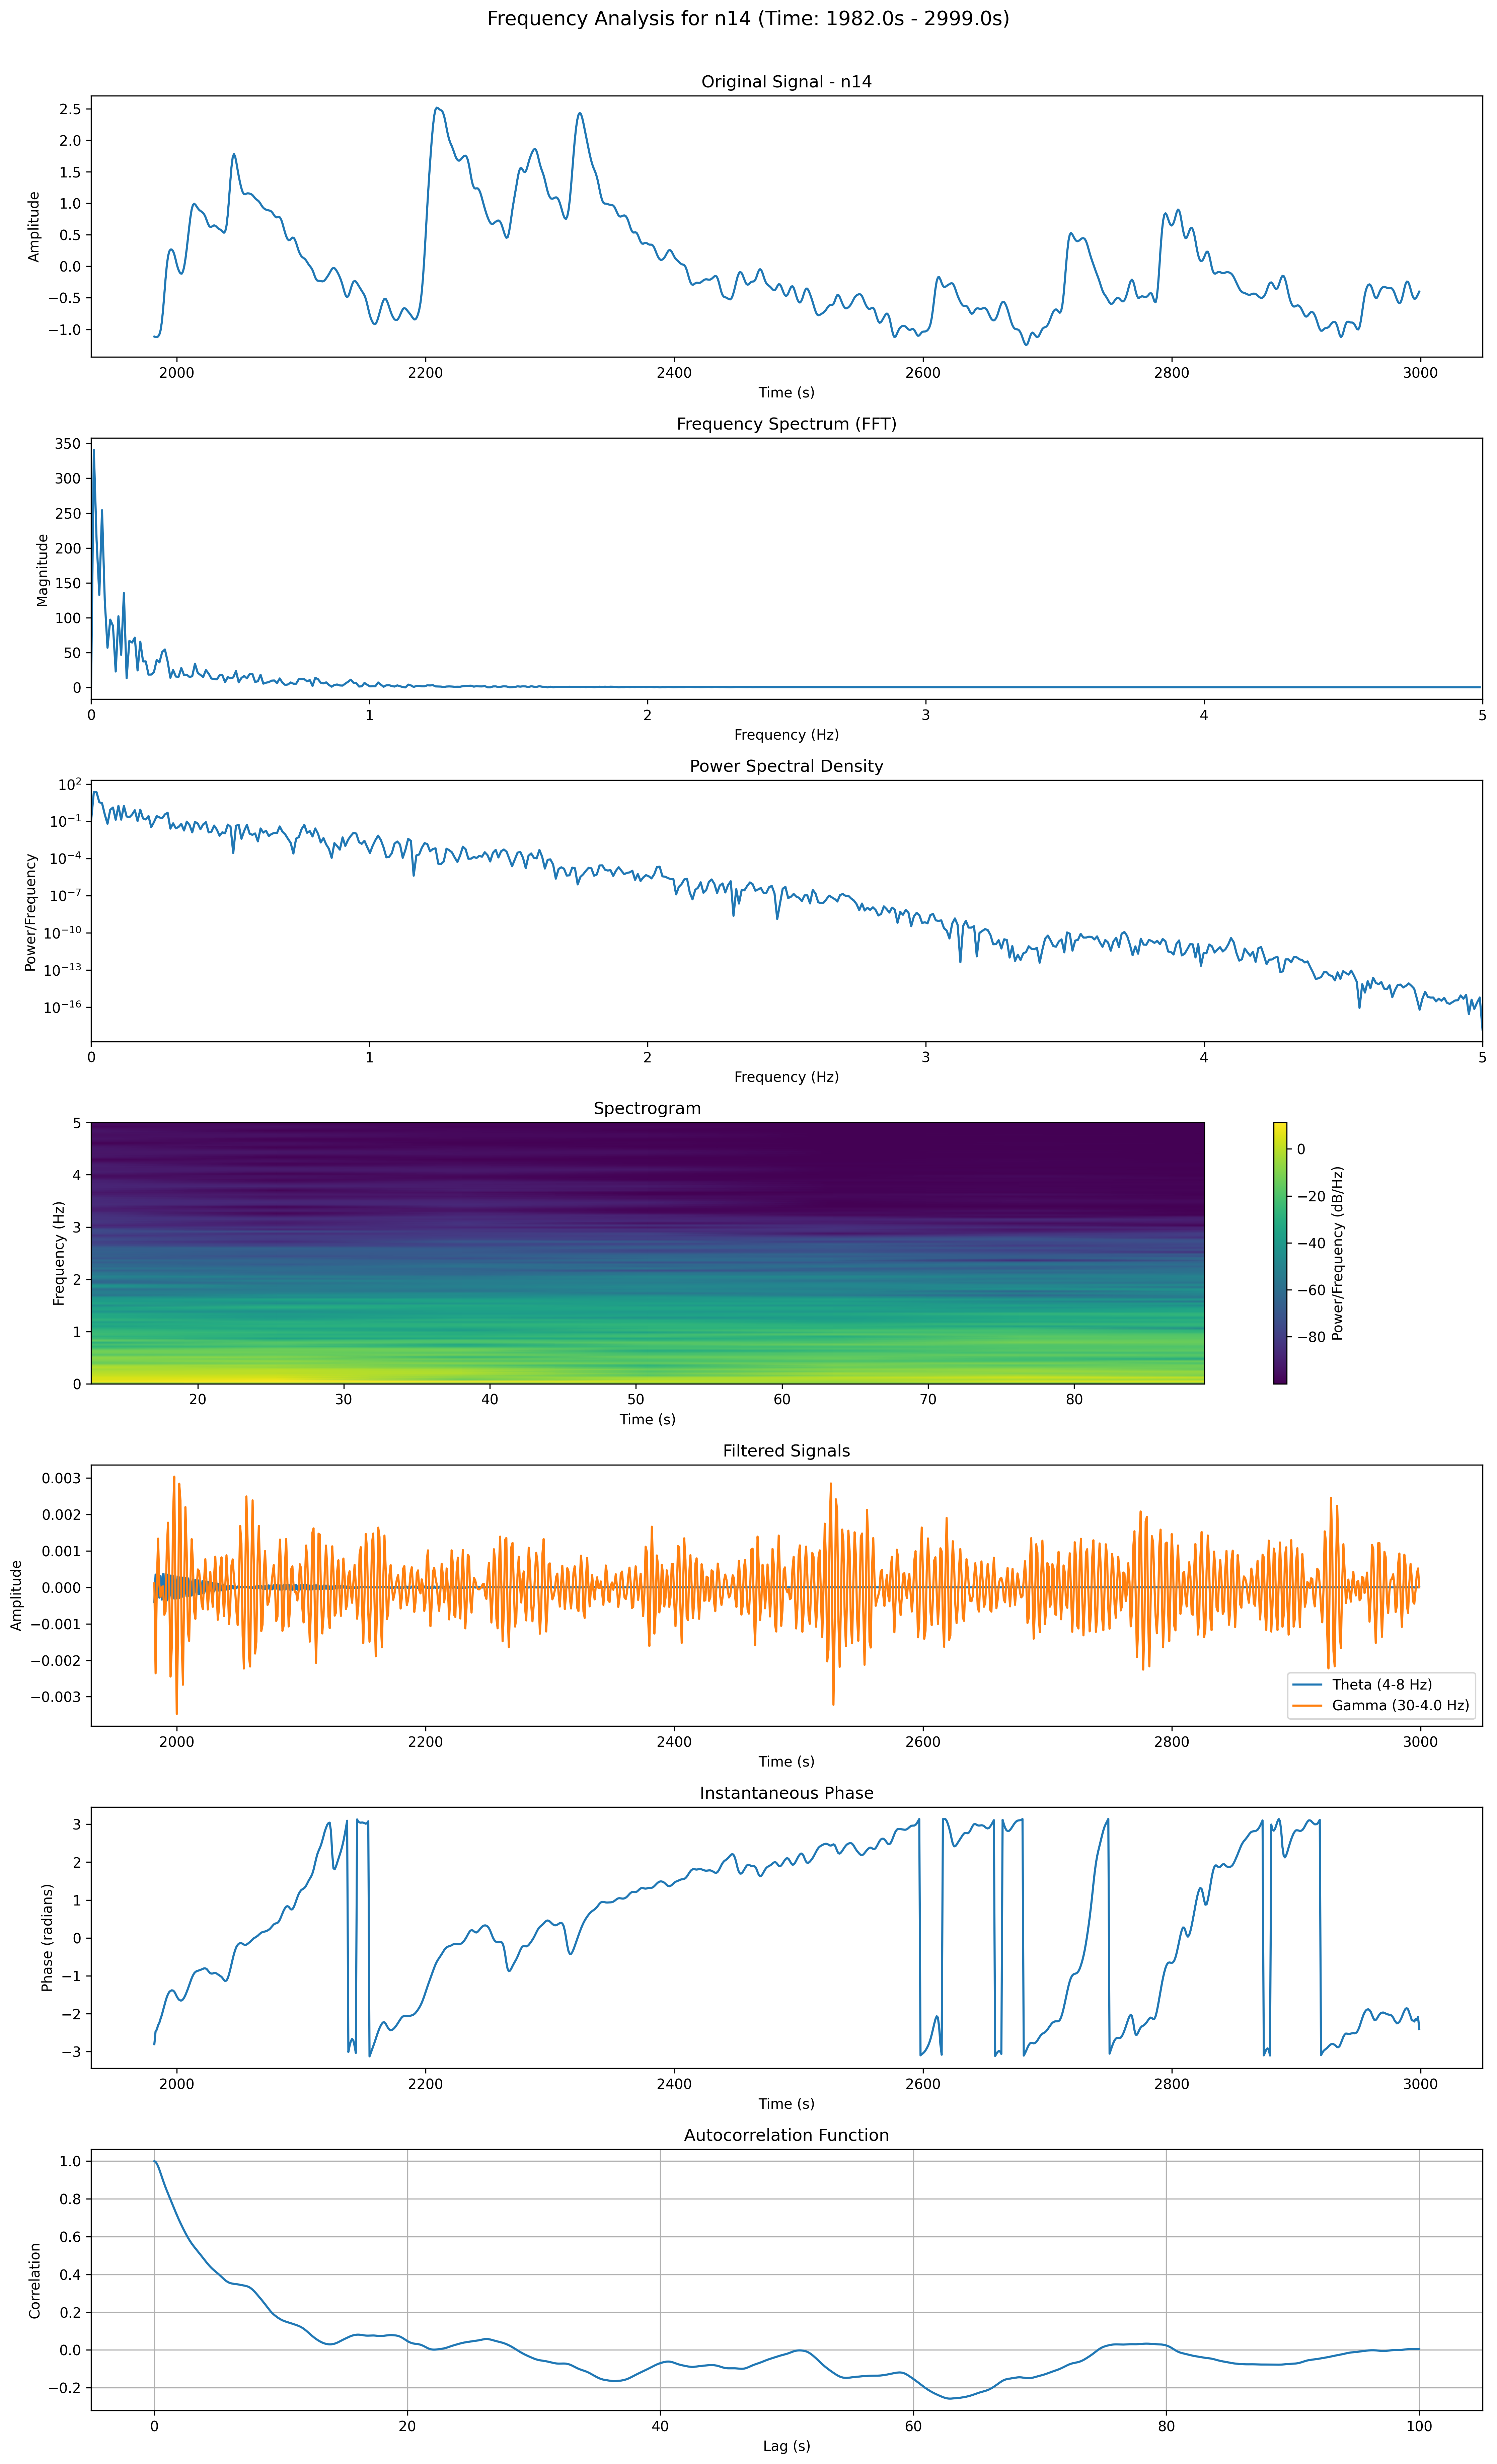 Frequency Analysis for n14 (Time: 1982.0s - 2999.0s)
Original Signal - n14
Amplitude
2.5
2.0
1.5
1.0
0.5
0.0
−0.5
−1.0
2000 2200 2400 2600 2800 3000
Time (s)
Frequency Spectrum (FFT)
Magnitude
350
300
250
200
150
100
50
0
0 1 2 3 4 5
Frequency (Hz)
Power Spectral Density
Power/Frequency
10^2
10^−1
10^−4
10^−7
10^−10
10^−13
10^−16
0 1 2 3 4 5
Frequency (Hz)
Spectrogram
Frequency (Hz)
5
4
3
2
1
0
20 30 40 50 60 70 80
Time (s)
0
−20
−40
−60
−80
Power/Frequency (dB/Hz)
Filtered Signals
Amplitude
0.003
0.002
0.001
0.000
−0.001
−0.002
−0.003
Theta (4-8 Hz)
Gamma (30-4.0 Hz)
2000 2200 2400 2600 2800 3000
Time (s)
Instantaneous Phase
Phase (radians)
3
2
1
0
−1
−2
−3
2000 2200 2400 2600 2800 3000
Time (s)
Autocorrelation Function
Correlation
1.0
0.8
0.6
0.4
0.2
0.0
−0.2
0 20 40 60 80 100
Lag (s)